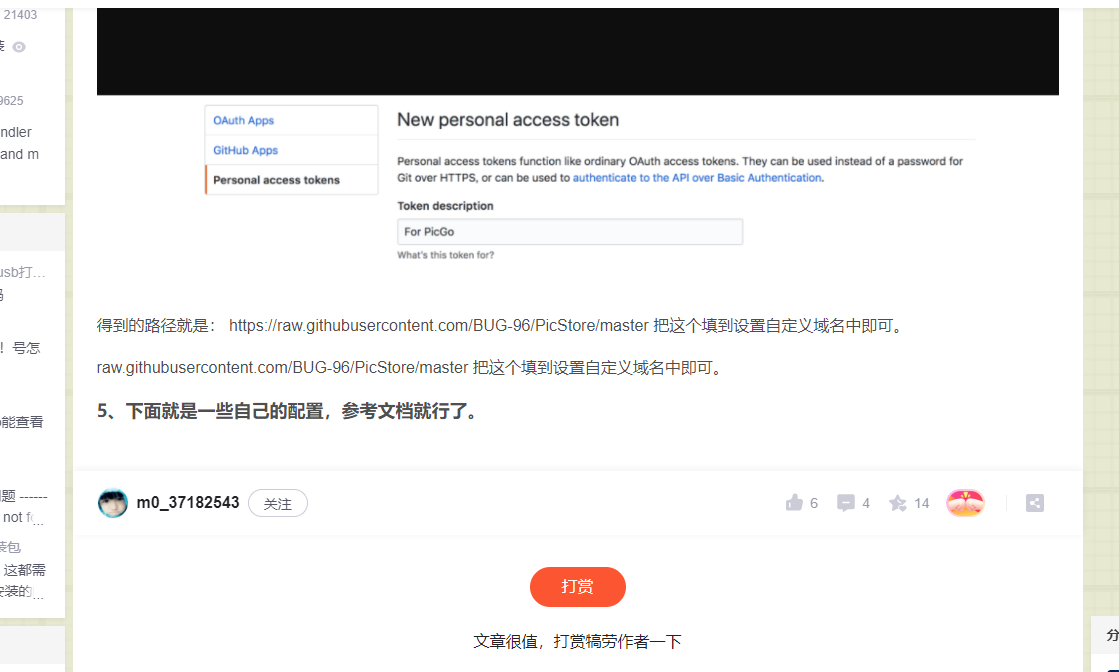 21403
装
9625
ndler
and m
usb打...
码
！号怎
能查看
题 ------
not f...
装包
这都需
安装的...
OAuth Apps
GitHub Apps
Personal access tokens
New personal access token
Personal access tokens function like ordinary OAuth access tokens. They can be used instead of a password for
Git over HTTPS, or can be used to authenticate to the API over Basic Authentication.
Token description
For PicGo
What's this token for?
得到的路径就是： https://raw.githubusercontent.com/BUG-96/PicStore/master 把这个填到设置自定义域名中即可。
raw.githubusercontent.com/BUG-96/PicStore/master 把这个填到设置自定义域名中即可。
5、下面就是一些自己的配置，参考文档就行了。
m0_37182543 关注 6 4 14
打赏
文章很值，打赏犒劳作者一下
分